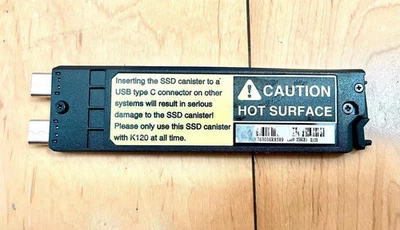 Inserting the SSD canister to a
USB type C connector on other
systems will result in serious
damage to the SSD canister!
Please only use this SSD canister
with K120 at all time.
CAUTION
HOT SURFACE